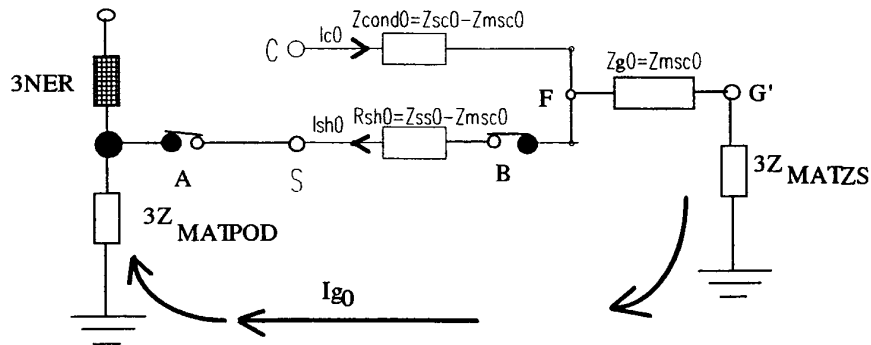 Zcond0=Zsc0-Zmsc0
C
Ic0
3NER
Zg0=Zmsc0
F
G'
Rsh0=Zss0-Zmsc0
Ish0
A
S
B
3Z MATZS
3Z MATPOD
Ig0